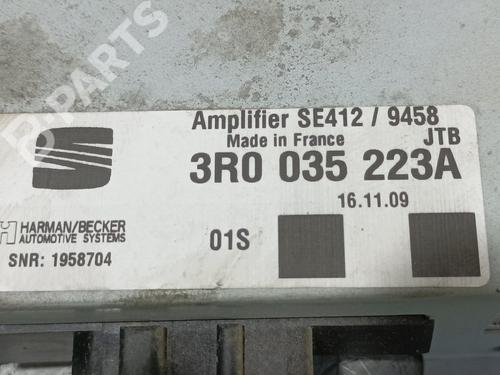 B-PARTS
Amplifier SE412 / 9458
Made in France JTB
3R0 035 223A
16.11.09
HARMAN/BECKER
AUTOMOTIVE SYSTEMS
01S
SNR: 1958704